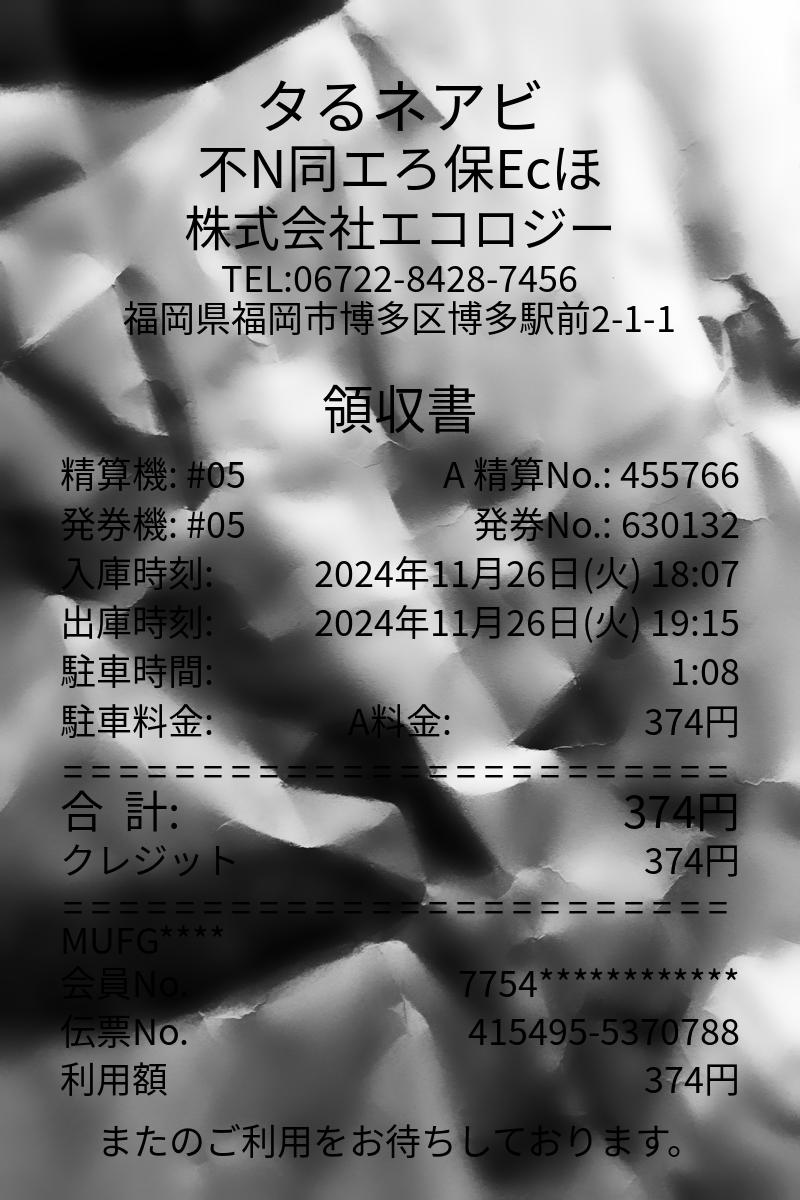 タるネアビ
不N同エろ保Ecほ
株式会社エコロジー
TEL:06722-8428-7456
福岡県福岡市博多区博多駅前2-1-1
領収書
精算機: #05 A 精算No.: 455766
発券機: #05 発券No.: 630132
入庫時刻: 2024年11月26日(火) 18:07
出庫時刻: 2024年11月26日(火) 19:15
駐車時間: 1:08
駐車料金: A料金: 374円
========================
合 計: 374円
クレジット 374円
========================
MUFG****
会員No. 7754************
伝票No. 415495-5370788
利用額 374円
またのご利用をお待ちしております。